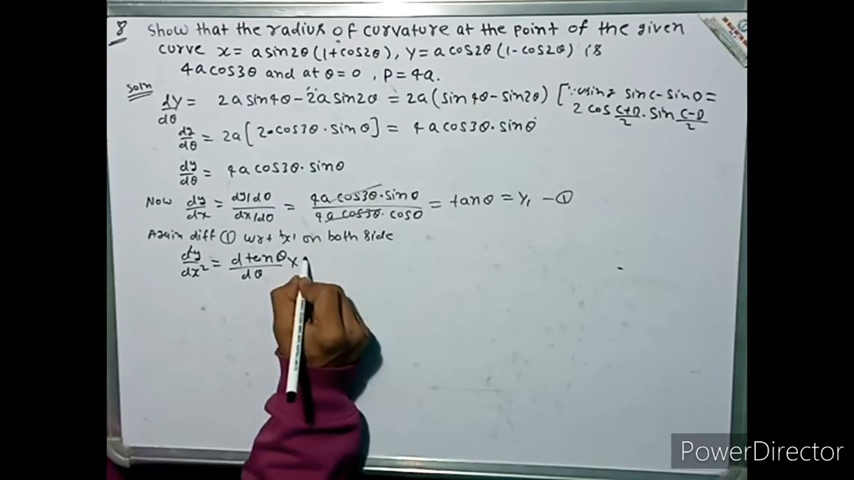 8 Show that the radius of curvature at the point of the given
curve x = a sin2θ (1+cos2θ), y = a cos2θ (1-cos2θ) is
4a cos3θ and at θ=0, P=4a.
Soln
dy/dθ = 2a sin4θ - 2a sin2θ = 2a (sin4θ - sin2θ) [∵ using sinC - sinD =
2 cos (C+D)/2 · sin (C-D)/2
dy/dθ = 2a [2·cos3θ · sinθ] = 4a cos3θ · sinθ
dy/dθ = 4a cos3θ · sinθ
Now dy/dx = (dy/dθ)/(dx/dθ) = (4a cos3θ · sinθ)/(4a cos3θ · cosθ) = tanθ = y₁ — ①
Again diff ① w.r.t 'x' on both side
dy/dx² = d tanθ/dθ ×
PowerDirector